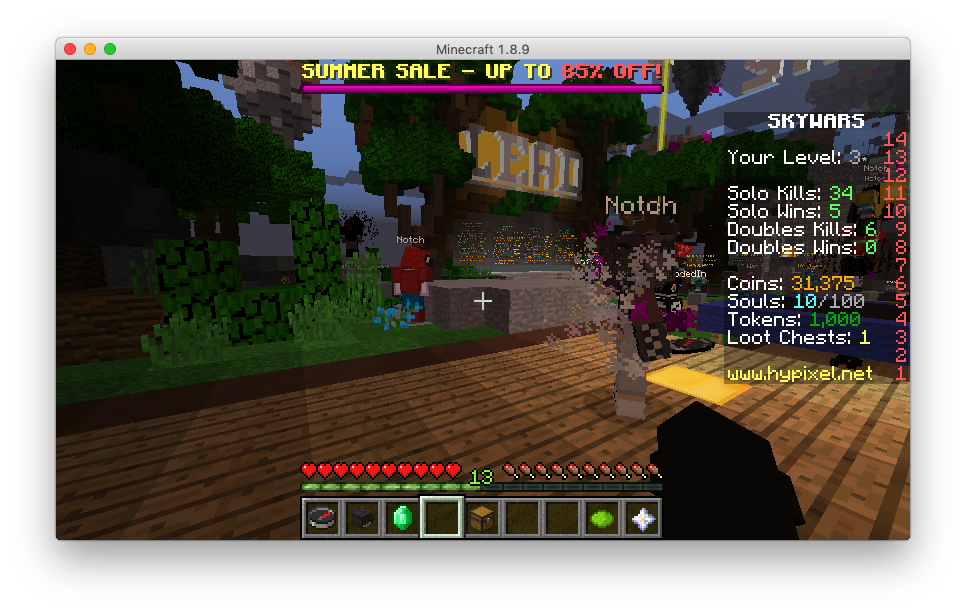 Minecraft 1.8.9
SUMMER SALE - UP TO 85% OFF!
SKYWARS
14
Your Level: 3⋆ 13
12
Solo Kills: 34 11
Solo Wins: 5 10
Doubles Kills: 6 9
Doubles Wins: 0 8
7
Coins: 31,375 6
Souls: 10/100 5
Tokens: 1,000 4
Loot Chests: 1 3
2
www.hypixel.net 1
Notch
Notch
13